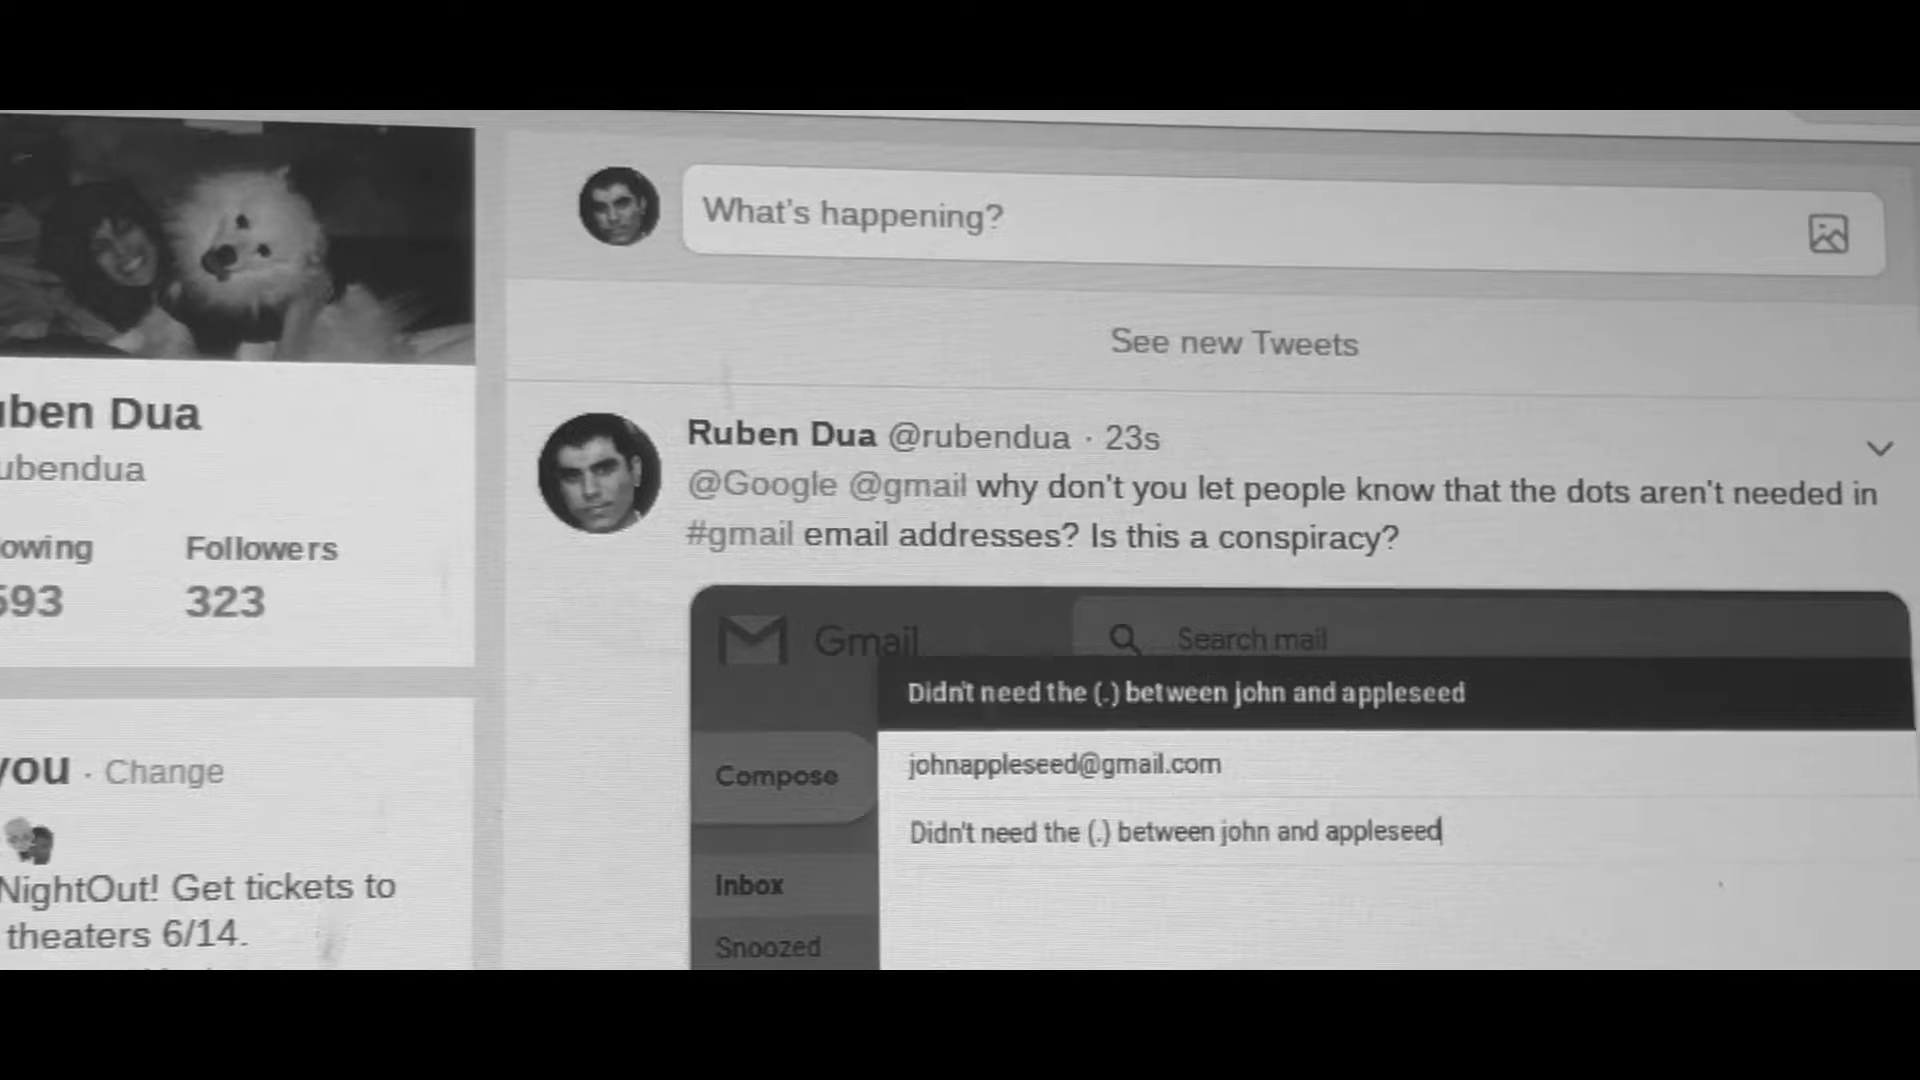 What's happening?
See new Tweets
Ruben Dua @rubendua · 23s
@Google @gmail why don't you let people know that the dots aren't needed in
#gmail email addresses? Is this a conspiracy?
Gmail
Search mail
Didn't need the (.) between john and appleseed
johnappleseed@gmail.com
Didn't need the (.) between john and appleseed
Compose
Inbox
Snoozed
uben Dua
ubendua
owing Followers
593 323
you · Change
NightOut! Get tickets to
theaters 6/14.